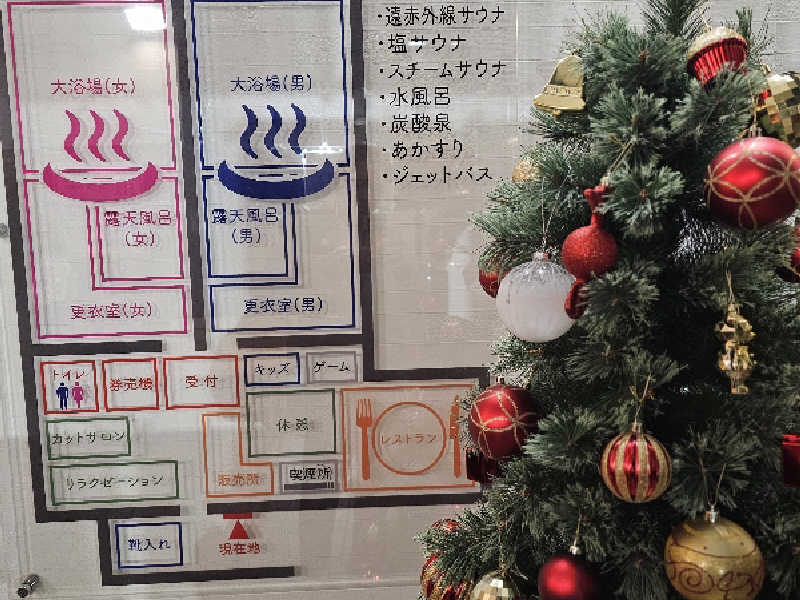 ・遠赤外線サウナ
・塩サウナ
・スチームサウナ
・水風呂
・炭酸泉
・あかすり
・ジェットバス
大浴場(女)
大浴場(男)
露天風呂
(女)
露天風呂
(男)
更衣室(女)
更衣室(男)
トイレ
券売機
受付
キッズ
ゲーム
カットサロン
休憩
レストラン
リラクゼーション
販売所
喫煙所
靴入れ
現在地